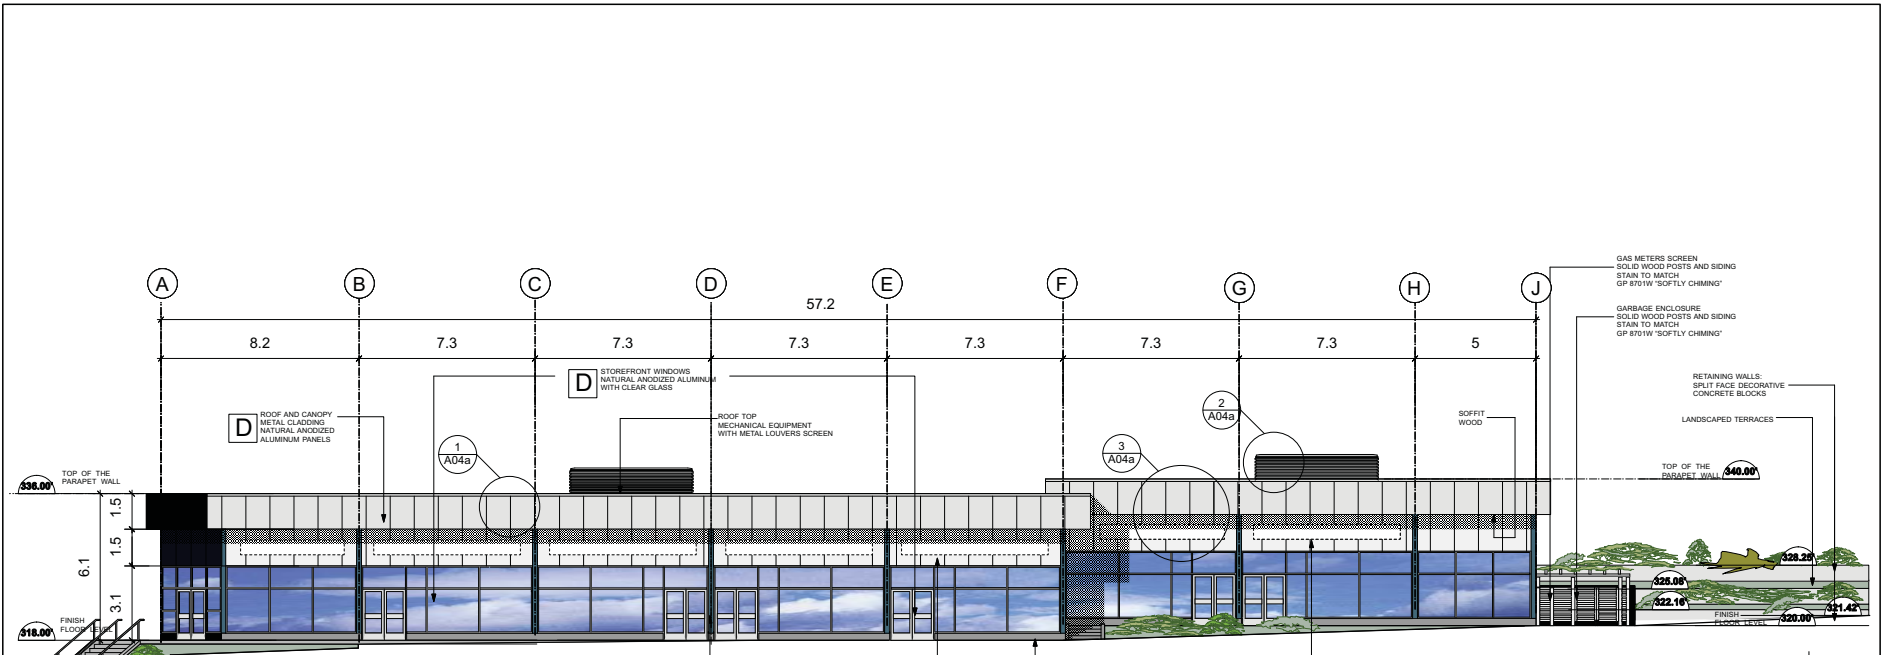 GAS METERS SCREEN
SOLID WOOD POSTS AND SIDING
STAIN TO MATCH
GP 8701W "SOFTLY CHIMING"
A
B
C
D
E
F
G
H
J
57.2
GARBAGE ENCLOSURE
SOLID WOOD POSTS AND SIDING
STAIN TO MATCH
GP 8701W "SOFTLY CHIMING"
8.2
7.3
7.3
7.3
7.3
7.3
7.3
5
D
STOREFRONT WINDOWS
NATURAL ANODIZED ALUMINUM
WITH CLEAR GLASS
RETAINING WALLS:
SPLIT FACE DECORATIVE
CONCRETE BLOCKS
D
ROOF AND CANOPY
METAL CLADDING
NATURAL ANODIZED
ALUMINUM PANELS
ROOF TOP
MECHANICAL EQUIPMENT
WITH METAL LOUVERS SCREEN
2
A04a
SOFFIT
WOOD
LANDSCAPED TERRACES
1
A04a
3
A04a
TOP OF THE
PARAPET WALL
336.00'
TOP OF THE
PARAPET WALL
340.00'
1.5
1.5
6.1
3.1
328.25'
325.08'
322.16'
321.42'
FINISH
FLOOR LEVEL
318.00'
FINISH
FLOOR LEVEL
320.00'